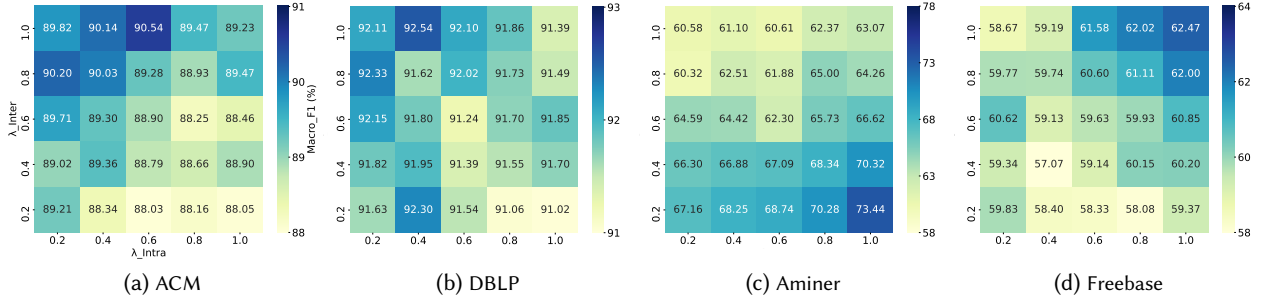 1.0 89.82 90.14 90.54 89.47 89.23
0.8 90.20 90.03 89.28 88.93 89.47
0.6 89.71 89.30 88.90 88.25 88.46
0.4 89.02 89.36 88.79 88.66 88.90
0.2 89.21 88.34 88.03 88.16 88.05
0.2 0.4 0.6 0.8 1.0
λ_Inter
λ_Intra
91
90
89
88
Macro_F1 (%)
(a) ACM
1.0 92.11 92.54 92.10 91.86 91.39
0.8 92.33 91.62 92.02 91.73 91.49
0.6 92.15 91.80 91.24 91.70 91.85
0.4 91.82 91.95 91.39 91.55 91.70
0.2 91.63 92.30 91.54 91.06 91.02
0.2 0.4 0.6 0.8 1.0
93
92
91
(b) DBLP
1.0 60.58 61.10 60.61 62.37 63.07
0.8 60.32 62.51 61.88 65.00 64.26
0.6 64.59 64.42 62.30 65.73 66.62
0.4 66.30 66.88 67.09 68.34 70.32
0.2 67.16 68.25 68.74 70.28 73.44
0.2 0.4 0.6 0.8 1.0
78
73
68
63
58
(c) Aminer
1.0 58.67 59.19 61.58 62.02 62.47
0.8 59.77 59.74 60.60 61.11 62.00
0.6 60.62 59.13 59.63 59.93 60.85
0.4 59.34 57.07 59.14 60.15 60.20
0.2 59.83 58.40 58.33 58.08 59.37
0.2 0.4 0.6 0.8 1.0
64
62
60
58
(d) Freebase